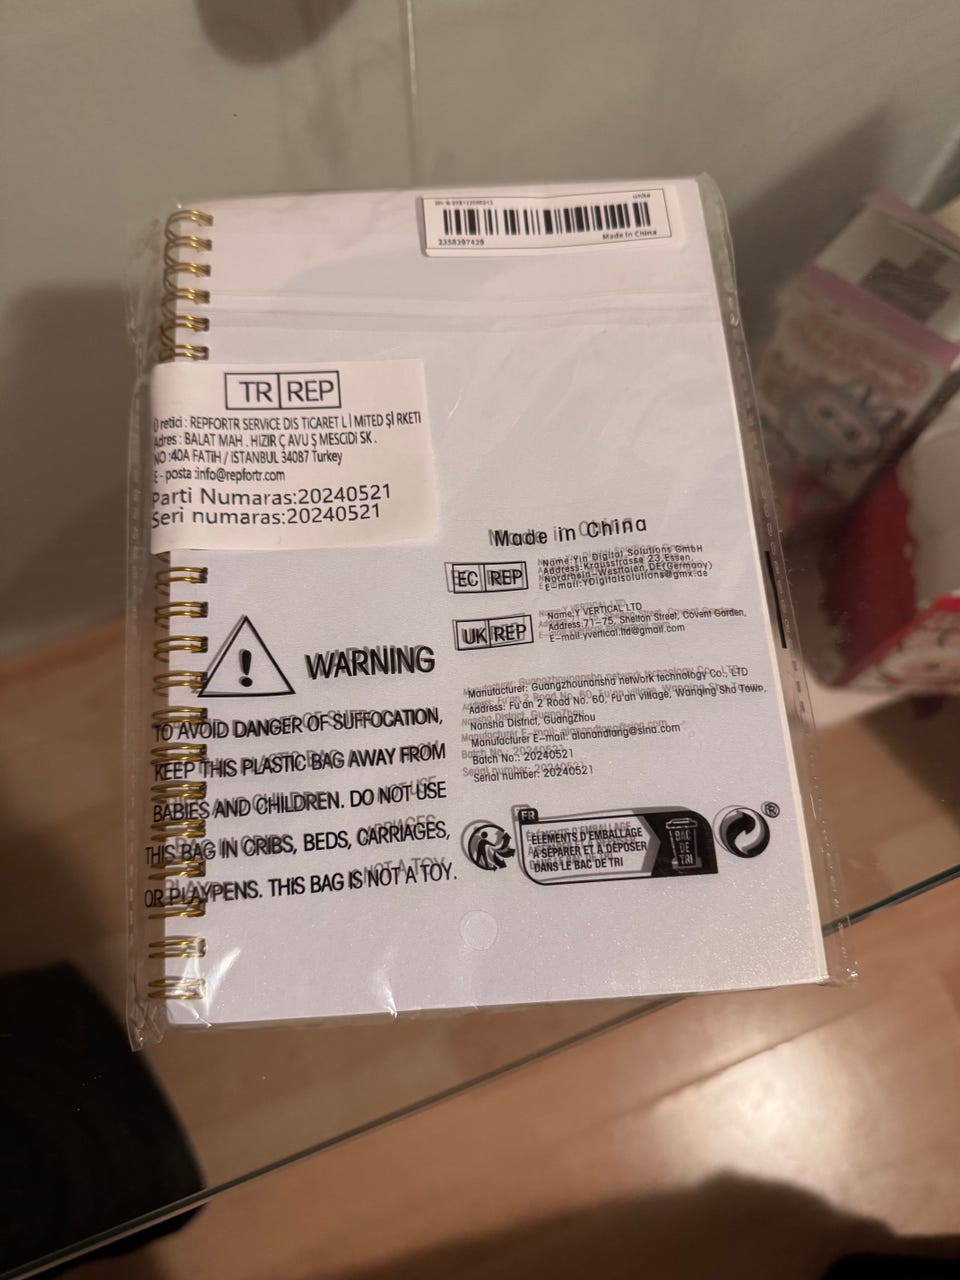 white
2358397439
Made In China
TR REP
retici : REPFORTR SERVICE DIS TICARET L İ MITED Şİ RKETI
Adres : BALAT MAH . HIZIR Ç AVU Ş MESCIDI SK .
NO :40A FATIH / iSTANBUL 34087 Turkey
E - posta :info@repfortr.com
Parti Numaras:20240521
Seri numaras:20240521
Made in China
EC REP
Name:Yin Digital Solutions GmbH
Address:Krausstrasse 23,Essen,
Nordrhein-Westfalen,DE(Germany)
E-mail:YDigitalsolutions@gmx.de
UK REP
Name:Y VERTICAL LTD
Address:71-75, Shelton Street, Covent Garden,
E-mail:yvertical.ltd@gmail.com
WARNING
TO AVOID DANGER OF SUFFOCATION,
KEEP THIS PLASTIC BAG AWAY FROM
BABIES AND CHILDREN. DO NOT USE
THIS BAG IN CRIBS, BEDS, CARRIAGES,
OR PLAYPENS. THIS BAG IS NOT A TOY.
Manufacturer: Guangzhounansha network technology Co., LTD
Address: Fu'an 2 Road No. 60, Fu'an village, Wanqing Sha Town,
Nansha District, Guangzhou
Manufacturer E-mail: alanandtang@sina.com
Batch No.: 20240521
Serial number: 20240521
FR
ÉLÉMENTS D'EMBALLAGE
À SÉPARER ET À DÉPOSER
DANS LE BAC DE TRI
BAC
DE
TRI
®